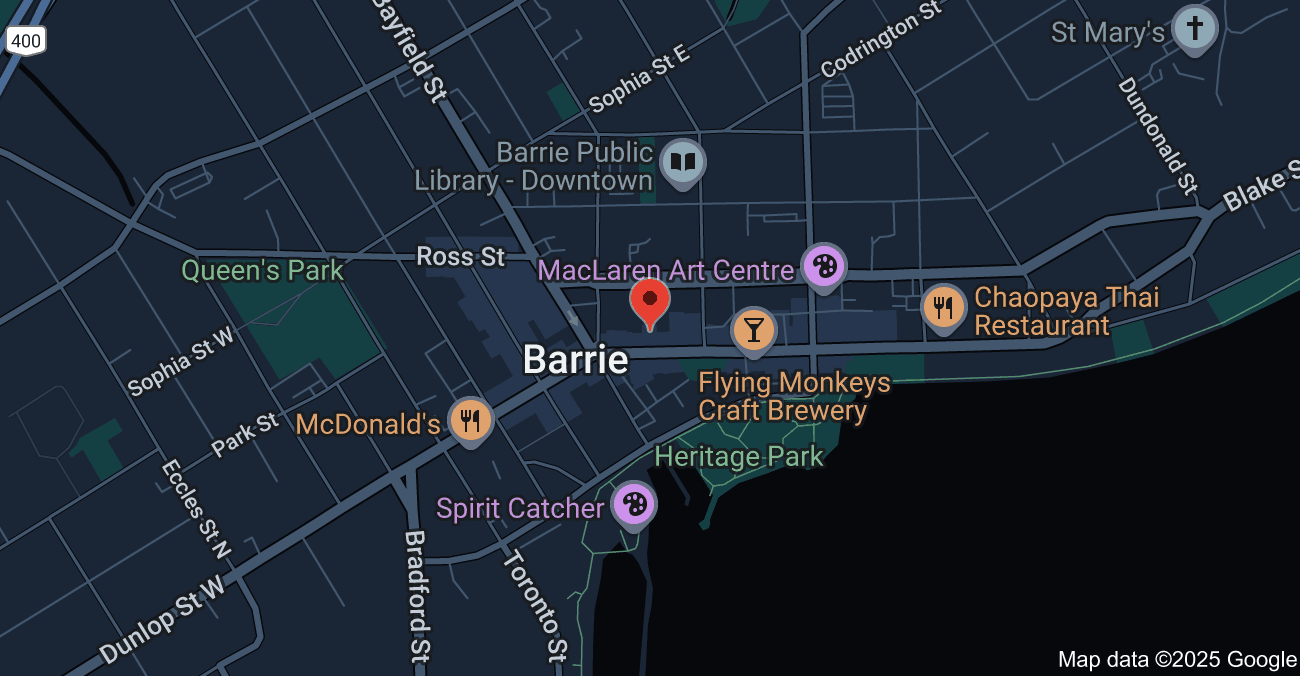 400
Bayfield St
Codrington St
St Mary's
Sophia St E
Dundonald St
Barrie Public
Library - Downtown
Blake S
Ross St
Queen's Park
MacLaren Art Centre
Chaopaya Thai
Restaurant
Sophia St W
Barrie
Flying Monkeys
Craft Brewery
McDonald's
Park St
Heritage Park
Eccles St N
Spirit Catcher
Bradford St
Toronto St
Dunlop St W
Map data ©2025 Google